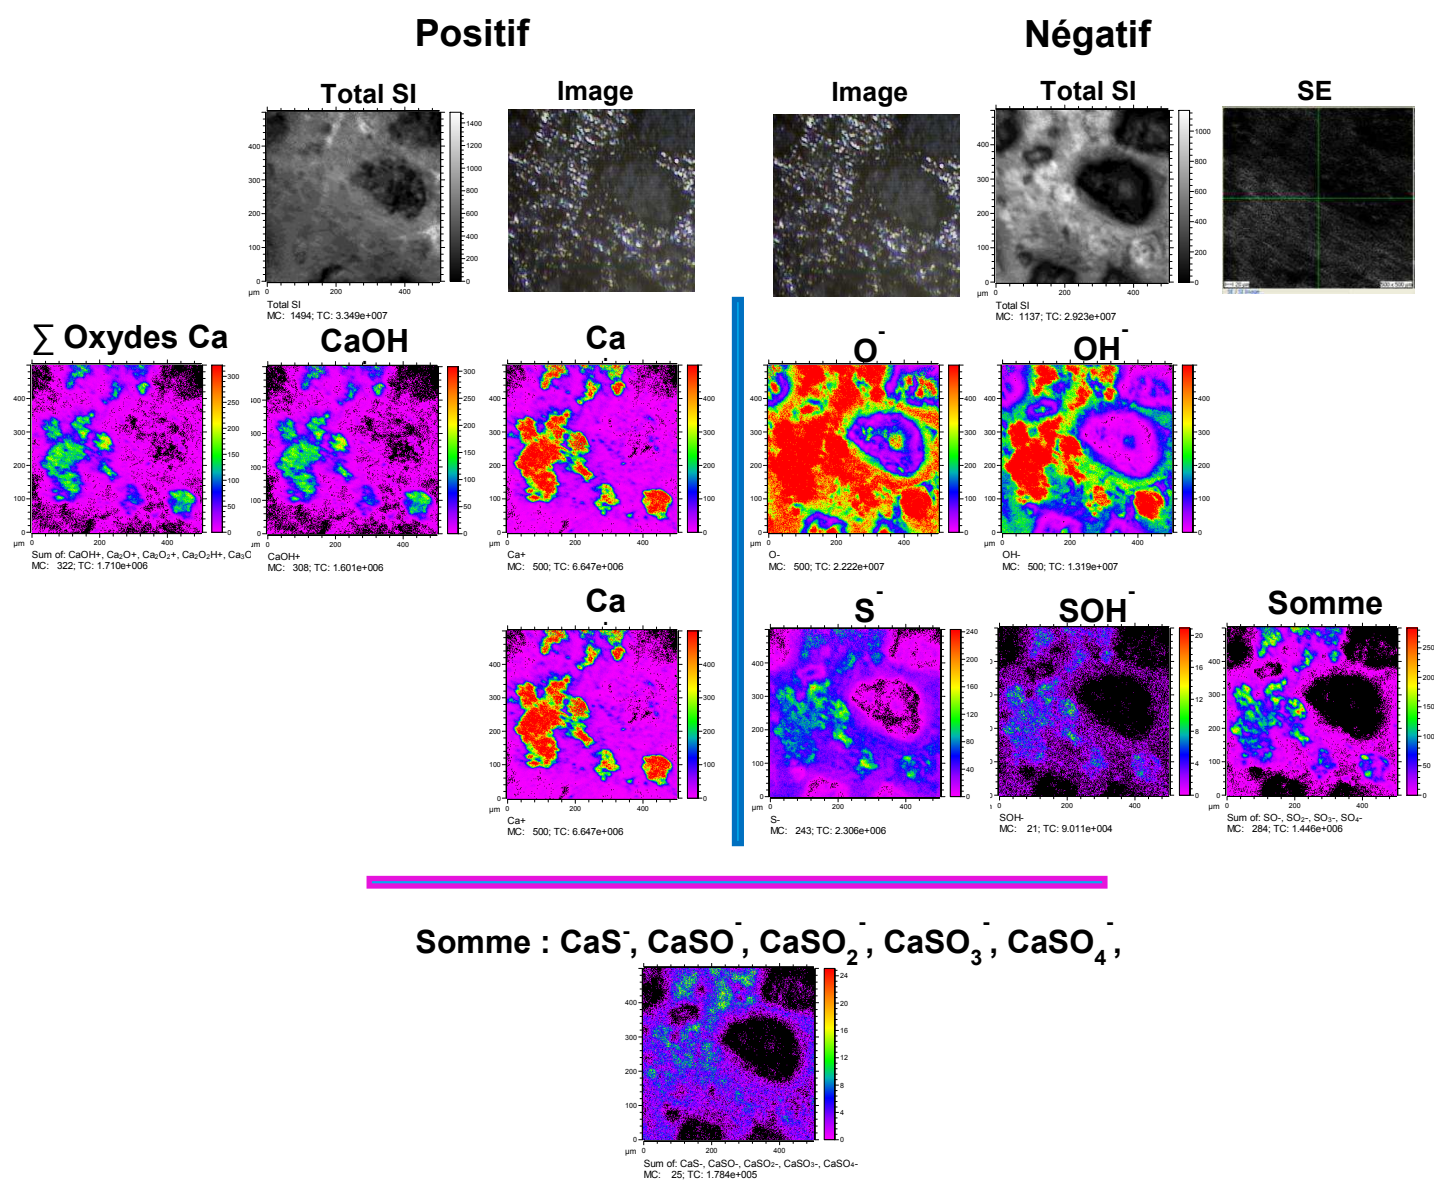 Positif
Négatif
Total SI
Image
Image
Total SI
SE
Total SI
MC: 1494; TC: 3.349e+007
Total SI
MC: 1137; TC: 2.923e+007
∑ Oxydes Ca
CaOH
Ca
O-
OH-
Sum of: CaOH+, Ca2O+, Ca2O2+, Ca2O2H+, Ca3O
MC: 322; TC: 1.710e+006
CaOH+
MC: 308; TC: 1.601e+006
Ca+
MC: 500; TC: 6.647e+006
O-
MC: 500; TC: 2.222e+007
OH-
MC: 500; TC: 1.319e+007
Ca
S-
SOH-
Somme
Ca+
MC: 500; TC: 6.647e+006
S-
MC: 243; TC: 2.306e+006
SOH-
MC: 21; TC: 9.011e+004
Sum of: SO-, SO2-, SO3-, SO4-
MC: 284; TC: 1.446e+006
Somme : CaS-, CaSO-, CaSO2-, CaSO3-, CaSO4-,
Sum of: CaS-, CaSO-, CaSO2-, CaSO3-, CaSO4-
MC: 25; TC: 1.784e+005